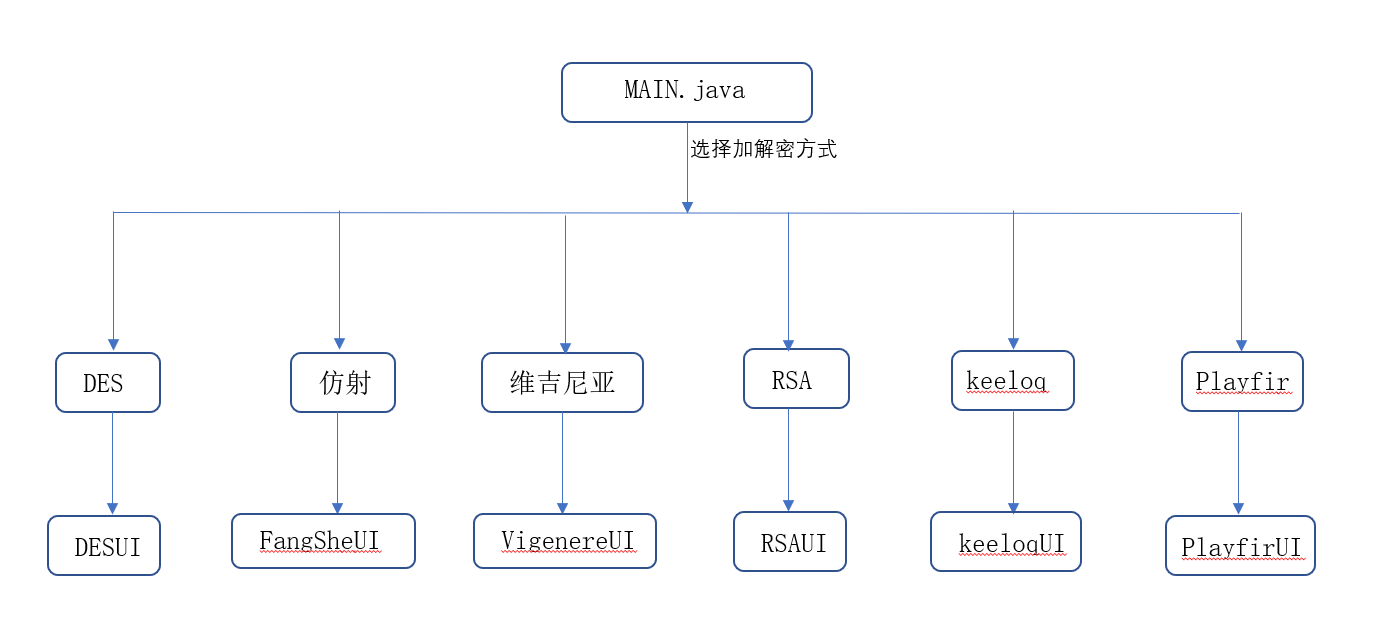 MAIN.java
选择加解密方式
DES
仿射
维吉尼亚
RSA
keeloq
Playfir
DESUI
FangSheUI
VigenereUI
RSAUI
keeloqUI
PlayfirUI